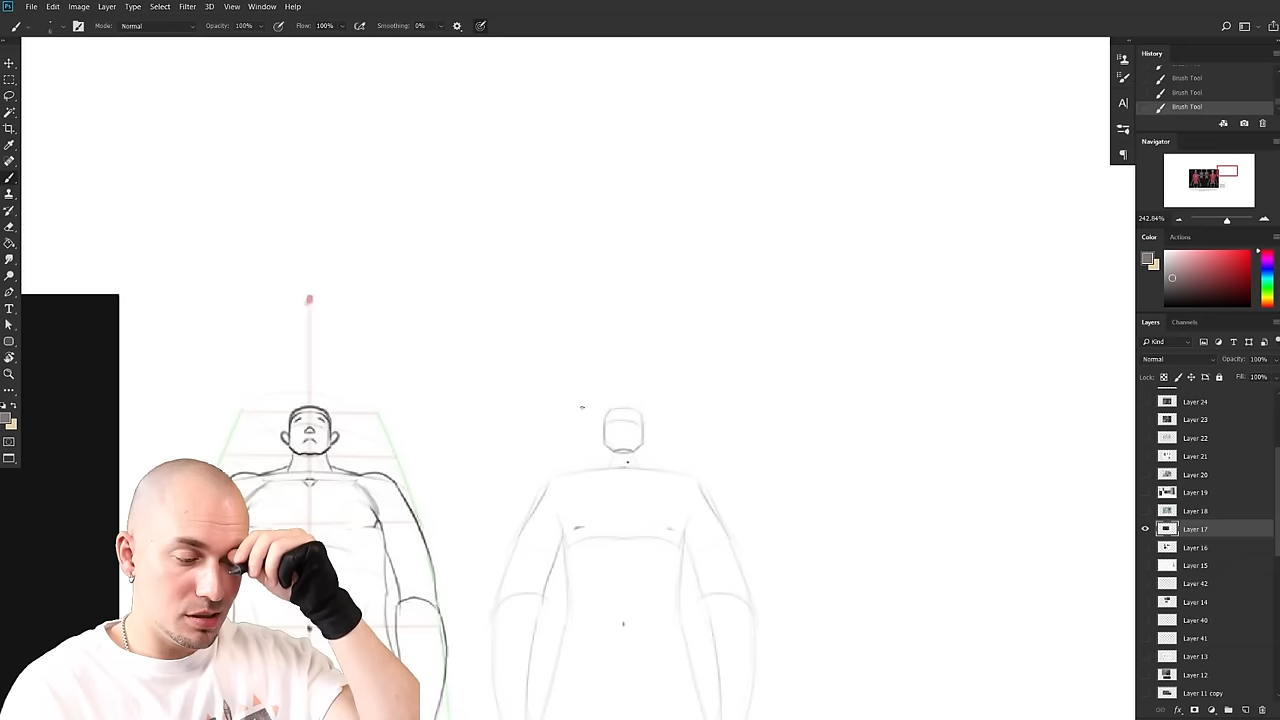 File Edit Image Layer Type Select Filter 3D View Window Help
Mode: Normal Opacity: 100% Flow: 100% Smoothing: 0%
History
Brush Tool
Brush Tool
Brush Tool
Navigator
242.84%
Color Actions
Layers Channels
Kind
Normal Opacity: 100%
Lock: Fill: 100%
Layer 24
Layer 23
Layer 22
Layer 21
Layer 20
Layer 19
Layer 18
Layer 17
Layer 16
Layer 15
Layer 42
Layer 14
Layer 40
Layer 41
Layer 13
Layer 12
Layer 11 copy